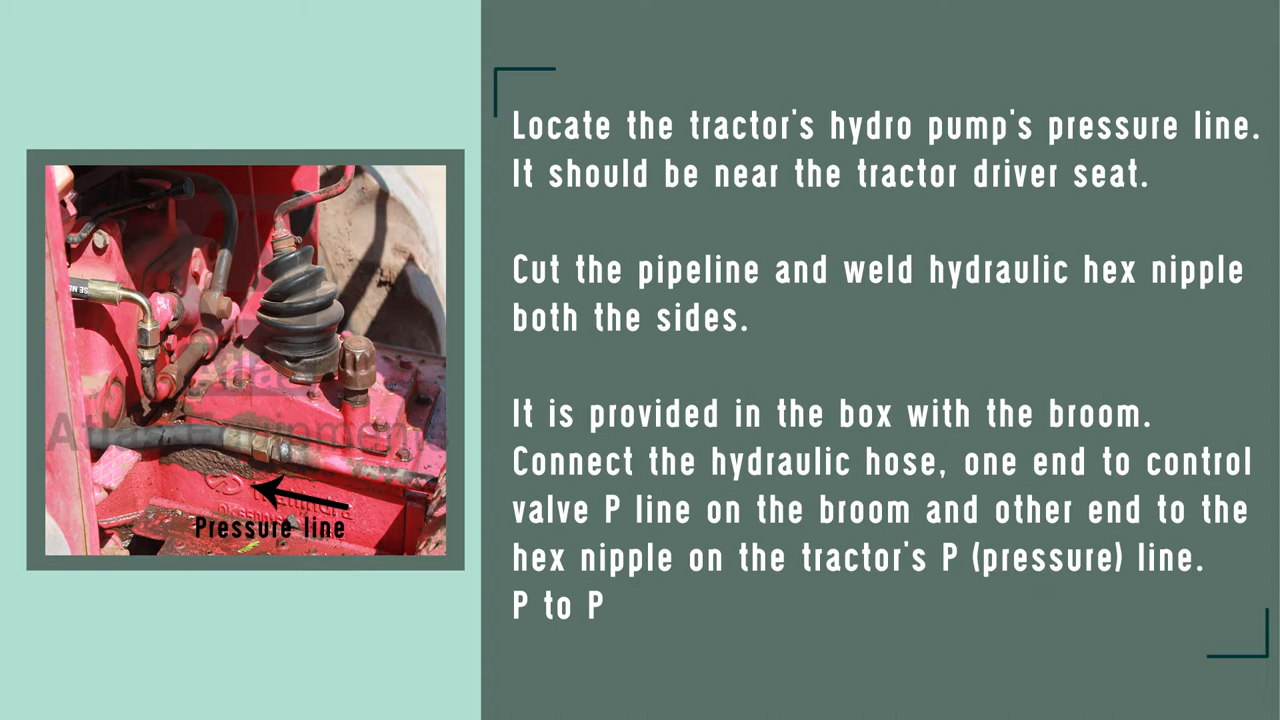 Locate the tractor's hydro pump's pressure line.
It should be near the tractor driver seat.
Cut the pipeline and weld hydraulic hex nipple
both the sides.
It is provided in the box with the broom.
Connect the hydraulic hose, one end to control
valve P line on the broom and other end to the
hex nipple on the tractor's P (pressure) line.
P to P
Atlas
Atlas Equipments
Pressure line